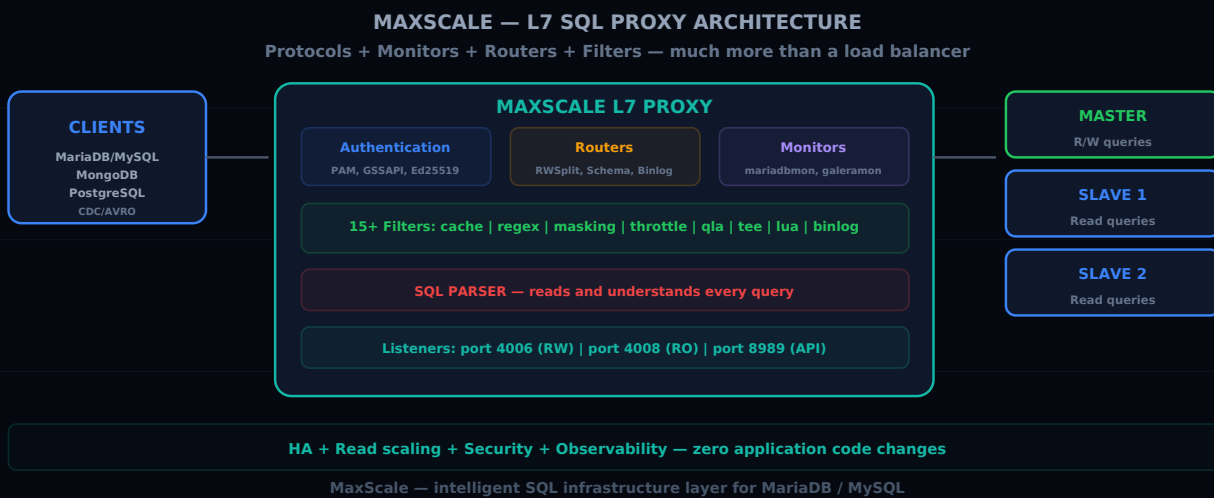 MAXSCALE — L7 SQL PROXY ARCHITECTURE
Protocols + Monitors + Routers + Filters — much more than a load balancer
CLIENTS
MariaDB/MySQL
MongoDB
PostgreSQL
CDC/AVRO
MAXSCALE L7 PROXY
Authentication
PAM, GSSAPI, Ed25519
Routers
RWSplit, Schema, Binlog
Monitors
mariadbmon, galeramon
15+ Filters: cache | regex | masking | throttle | qla | tee | lua | binlog
SQL PARSER — reads and understands every query
Listeners: port 4006 (RW) | port 4008 (RO) | port 8989 (API)
MASTER
R/W queries
SLAVE 1
Read queries
SLAVE 2
Read queries
HA + Read scaling + Security + Observability — zero application code changes
MaxScale — intelligent SQL infrastructure layer for MariaDB / MySQL